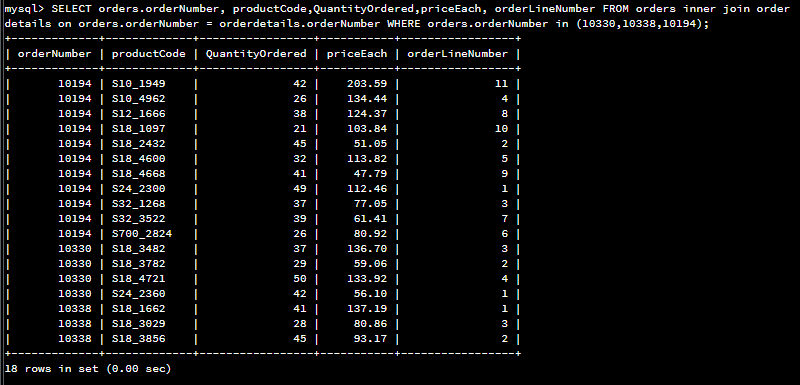 mysql> SELECT orders.orderNumber, productCode,QuantityOrdered,priceEach, orderLineNumber FROM orders inner join order
details on orders.orderNumber = orderdetails.orderNumber WHERE orders.orderNumber in (10330,10338,10194);
+-------------+-------------+-----------------+-----------+-----------------+
| orderNumber | productCode | QuantityOrdered | priceEach | orderLineNumber |
+-------------+-------------+-----------------+-----------+-----------------+
|       10194 | S10_1949    |              42 |    203.59 |              11 |
|       10194 | S10_4962    |              26 |    134.44 |               4 |
|       10194 | S12_1666    |              38 |    124.37 |               8 |
|       10194 | S18_1097    |              21 |    103.84 |              10 |
|       10194 | S18_2432    |              45 |     51.05 |               2 |
|       10194 | S18_4600    |              32 |    113.82 |               5 |
|       10194 | S18_4668    |              41 |     47.79 |               9 |
|       10194 | S24_2300    |              49 |    112.46 |               1 |
|       10194 | S32_1268    |              37 |     77.05 |               3 |
|       10194 | S32_3522    |              39 |     61.41 |               7 |
|       10194 | S700_2824   |              26 |     80.92 |               6 |
|       10330 | S18_3482    |              37 |    136.70 |               3 |
|       10330 | S18_3782    |              29 |     59.06 |               2 |
|       10330 | S18_4721    |              50 |    133.92 |               4 |
|       10330 | S24_2360    |              42 |     56.10 |               1 |
|       10338 | S18_1662    |              41 |    137.19 |               1 |
|       10338 | S18_3029    |              28 |     80.86 |               3 |
|       10338 | S18_3856    |              45 |     93.17 |               2 |
+-------------+-------------+-----------------+-----------+-----------------+
18 rows in set (0.00 sec)